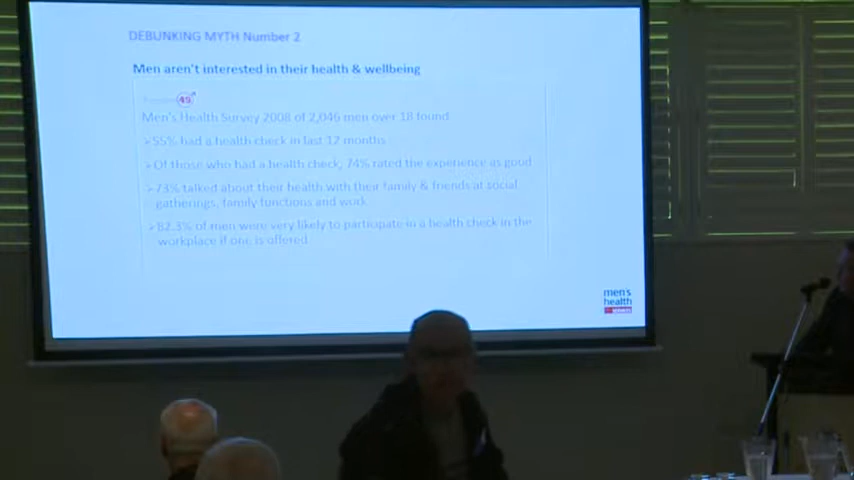 DEBUNKING MYTH Number 2
Men aren't interested in their health & wellbeing
49
Men's Health Survey 2008 of 2,046 men over 18 found
➢55% had a health check in last 12 months
➢Of those who had a health check, 74% rated the experience as good
➢73% talked about their health with their family & friends at social
gatherings, family functions and work
➢82.3% of men were very likely to participate in a health check in the
workplace if one is offered
men's
health